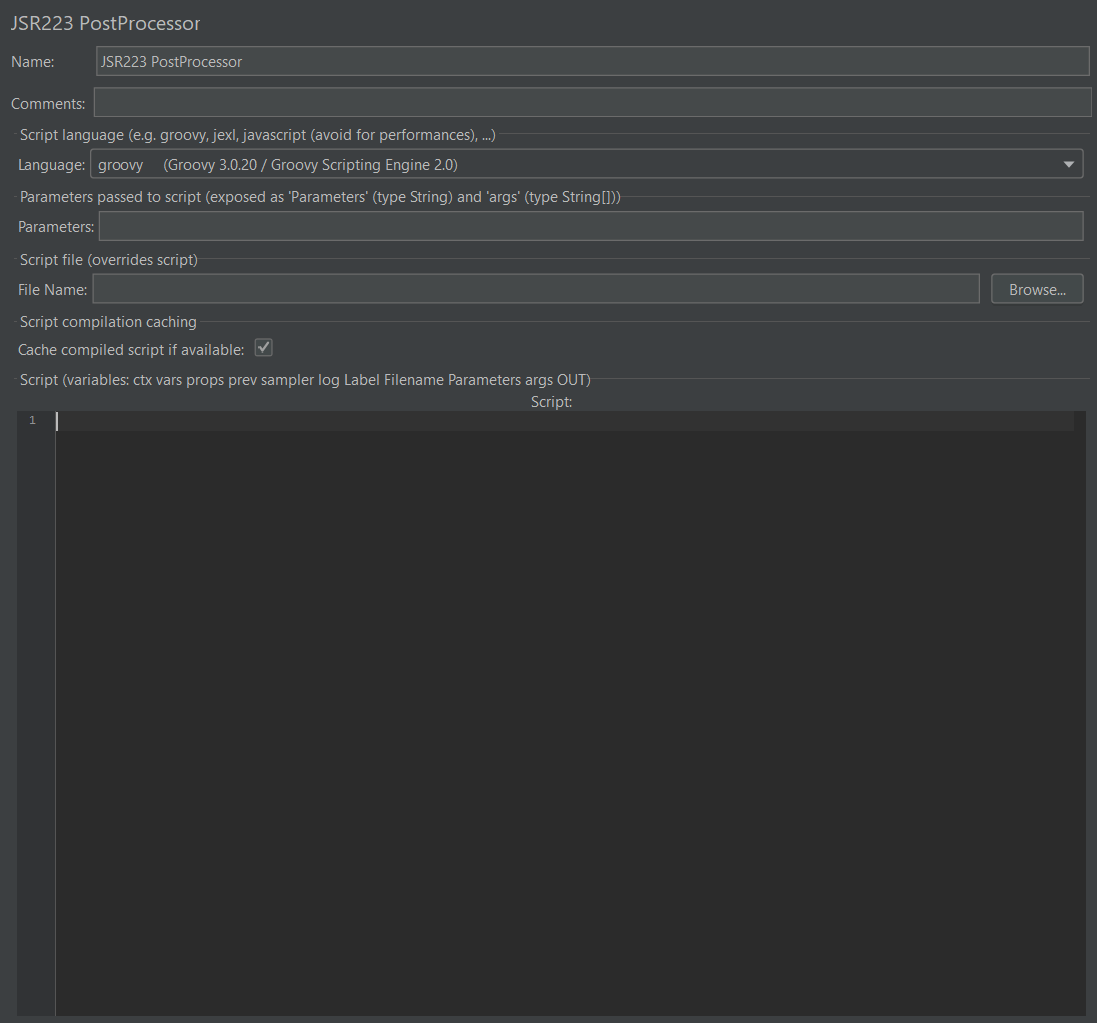 JSR223 PostProcessor
Name: JSR223 PostProcessor
Comments:
Script language (e.g. groovy, jexl, javascript (avoid for performances), ...)
Language: groovy (Groovy 3.0.20 / Groovy Scripting Engine 2.0)
Parameters passed to script (exposed as 'Parameters' (type String) and 'args' (type String[]))
Parameters:
Script file (overrides script)
File Name: Browse...
Script compilation caching
Cache compiled script if available:
Script (variables: ctx vars props prev sampler log Label Filename Parameters args OUT)
Script:
1